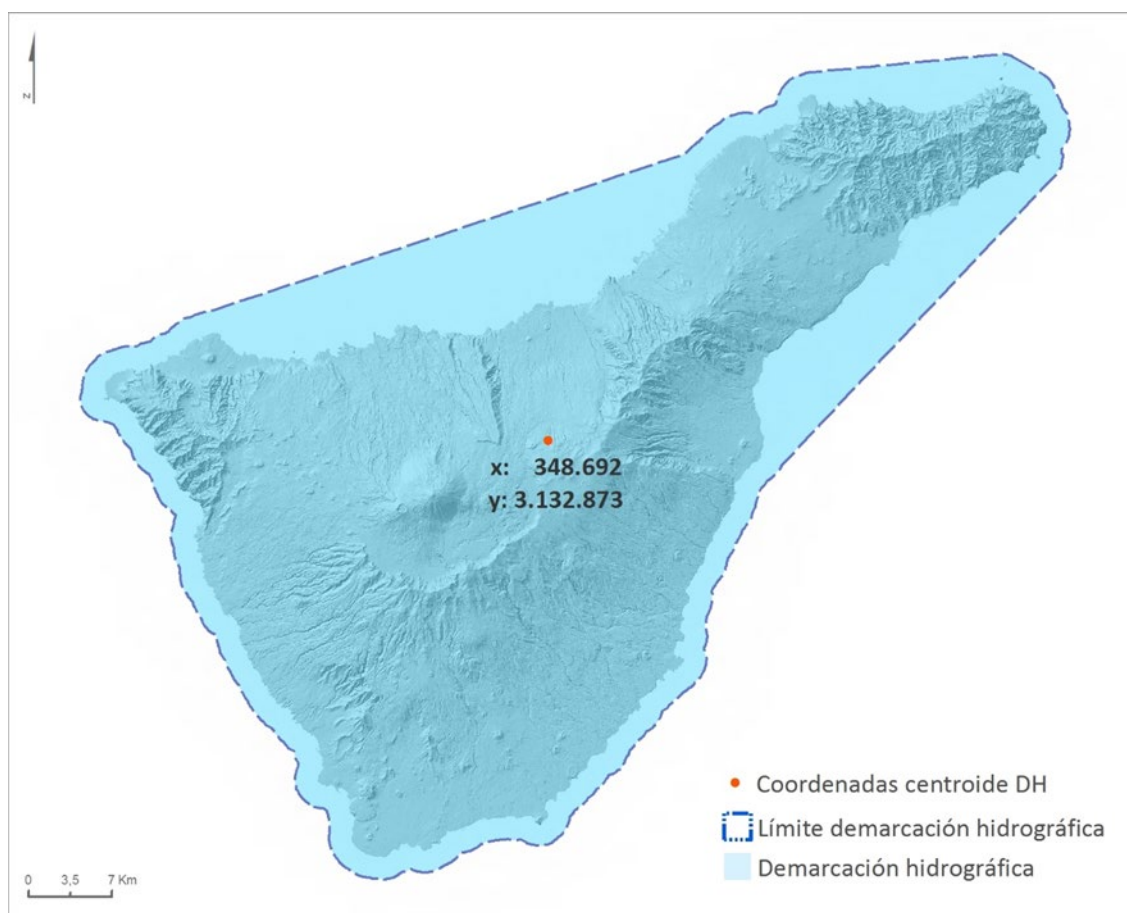 N
x: 348.692
y: 3.132.873
Coordenadas centroide DH
Límite demarcación hidrográfica
Demarcación hidrográfica
0 3,5 7 Km